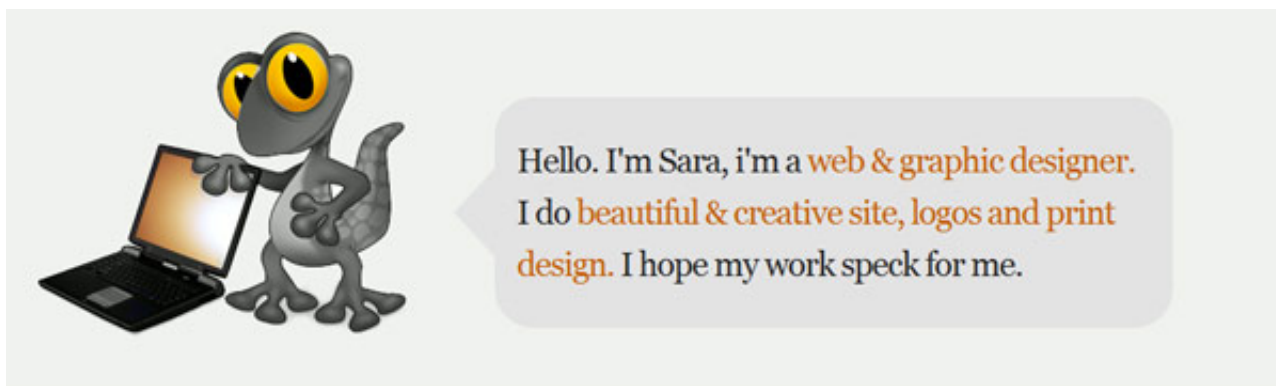 Hello. I'm Sara, i'm a web & graphic designer.
I do beautiful & creative site, logos and print
design. I hope my work speck for me.